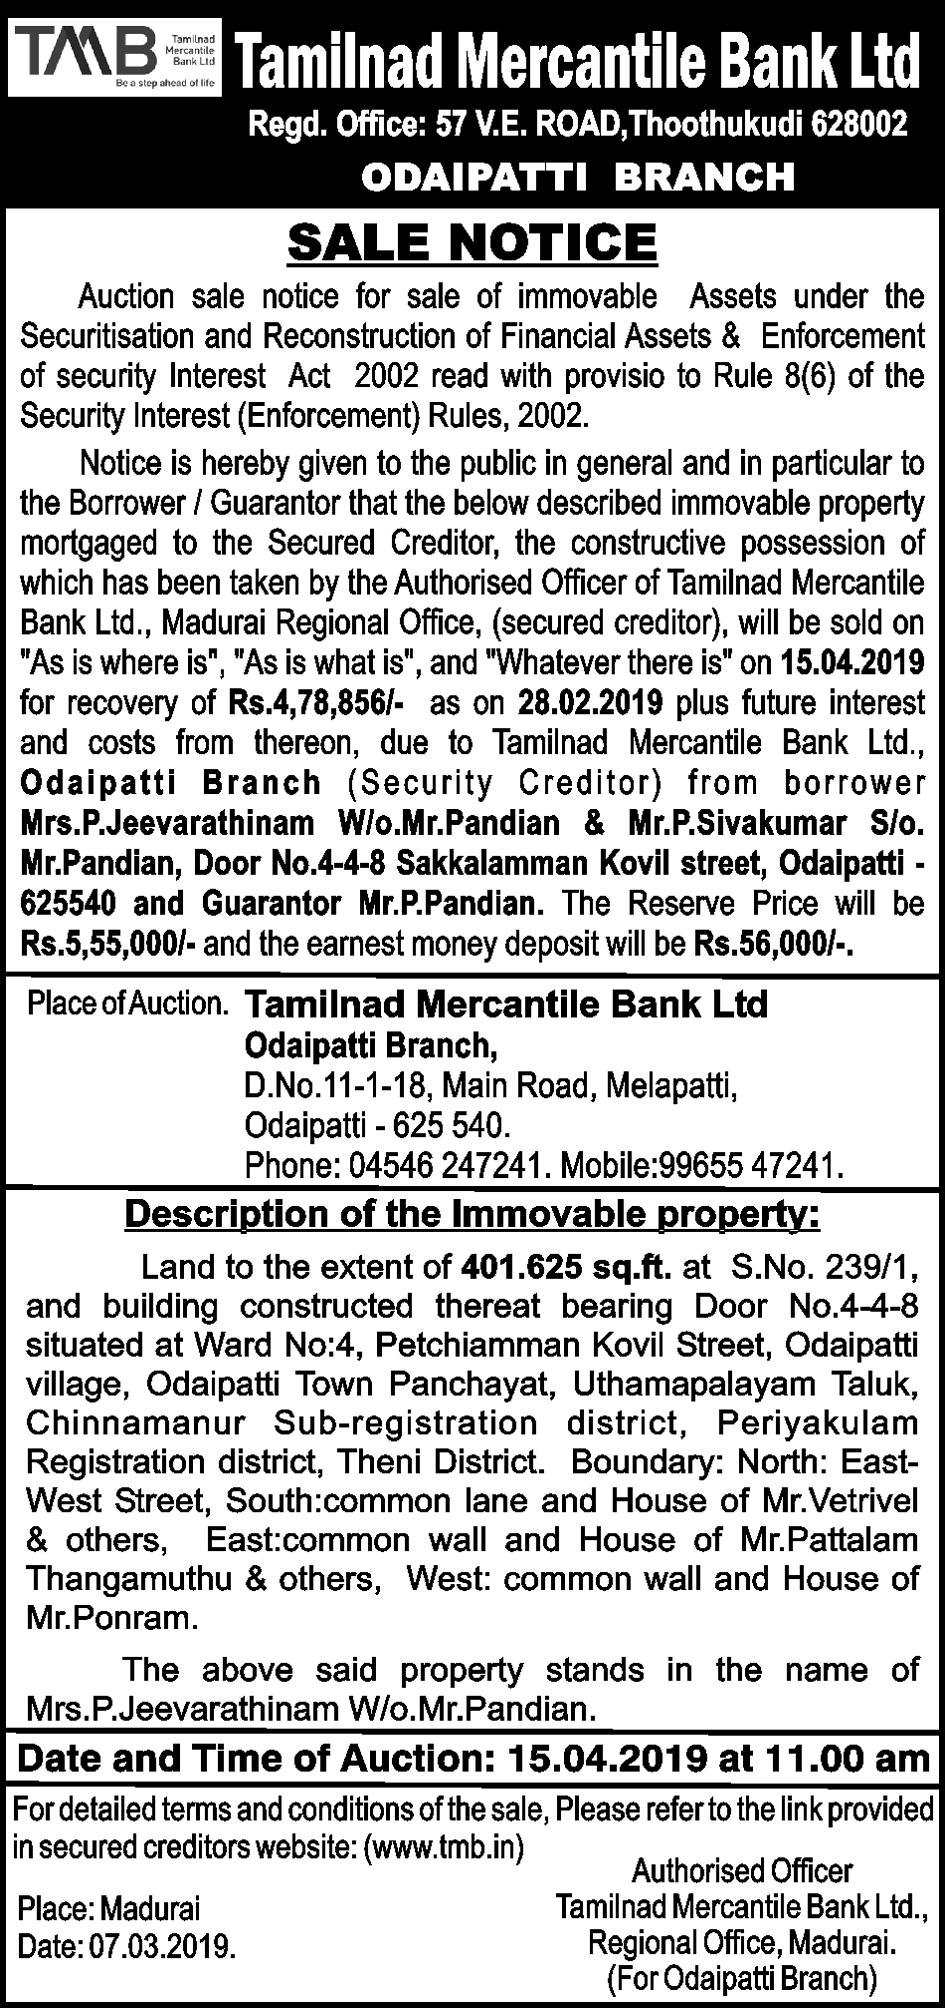 TMB Tamilnad
Mercantile
Bank Ltd
Be a step ahead of life
Tamilnad Mercantile Bank Ltd
Regd. Office: 57 V.E. ROAD,Thoothukudi 628002
ODAIPATTI BRANCH
SALE NOTICE
Auction sale notice for sale of immovable Assets under the
Securitisation and Reconstruction of Financial Assets & Enforcement
of security Interest Act 2002 read with provisio to Rule 8(6) of the
Security Interest (Enforcement) Rules, 2002.
Notice is hereby given to the public in general and in particular to
the Borrower / Guarantor that the below described immovable property
mortgaged to the Secured Creditor, the constructive possession of
which has been taken by the Authorised Officer of Tamilnad Mercantile
Bank Ltd., Madurai Regional Office, (secured creditor), will be sold on
"As is where is", "As is what is", and "Whatever there is" on 15.04.2019
for recovery of Rs.4,78,856/- as on 28.02.2019 plus future interest
and costs from thereon, due to Tamilnad Mercantile Bank Ltd.,
Odaipatti Branch (Security Creditor) from borrower
Mrs.P.Jeevarathinam W/o.Mr.Pandian & Mr.P.Sivakumar S/o.
Mr.Pandian, Door No.4-4-8 Sakkalamman Kovil street, Odaipatti -
625540 and Guarantor Mr.P.Pandian. The Reserve Price will be
Rs.5,55,000/- and the earnest money deposit will be Rs.56,000/-.
Place of Auction. Tamilnad Mercantile Bank Ltd
Odaipatti Branch,
D.No.11-1-18, Main Road, Melapatti,
Odaipatti - 625 540.
Phone: 04546 247241. Mobile:99655 47241.
Description of the Immovable property:
Land to the extent of 401.625 sq.ft. at S.No. 239/1,
and building constructed thereat bearing Door No.4-4-8
situated at Ward No:4, Petchiamman Kovil Street, Odaipatti
village, Odaipatti Town Panchayat, Uthamapalayam Taluk,
Chinnamanur Sub-registration district, Periyakulam
Registration district, Theni District. Boundary: North: East-
West Street, South:common lane and House of Mr.Vetrivel
& others, East:common wall and House of Mr.Pattalam
Thangamuthu & others, West: common wall and House of
Mr.Ponram.
The above said property stands in the name of
Mrs.P.Jeevarathinam W/o.Mr.Pandian.
Date and Time of Auction: 15.04.2019 at 11.00 am
For detailed terms and conditions of the sale, Please refer to the link provided
in secured creditors website: (www.tmb.in)
Authorised Officer
Place: Madurai Tamilnad Mercantile Bank Ltd.,
Date: 07.03.2019. Regional Office, Madurai.
(For Odaipatti Branch)